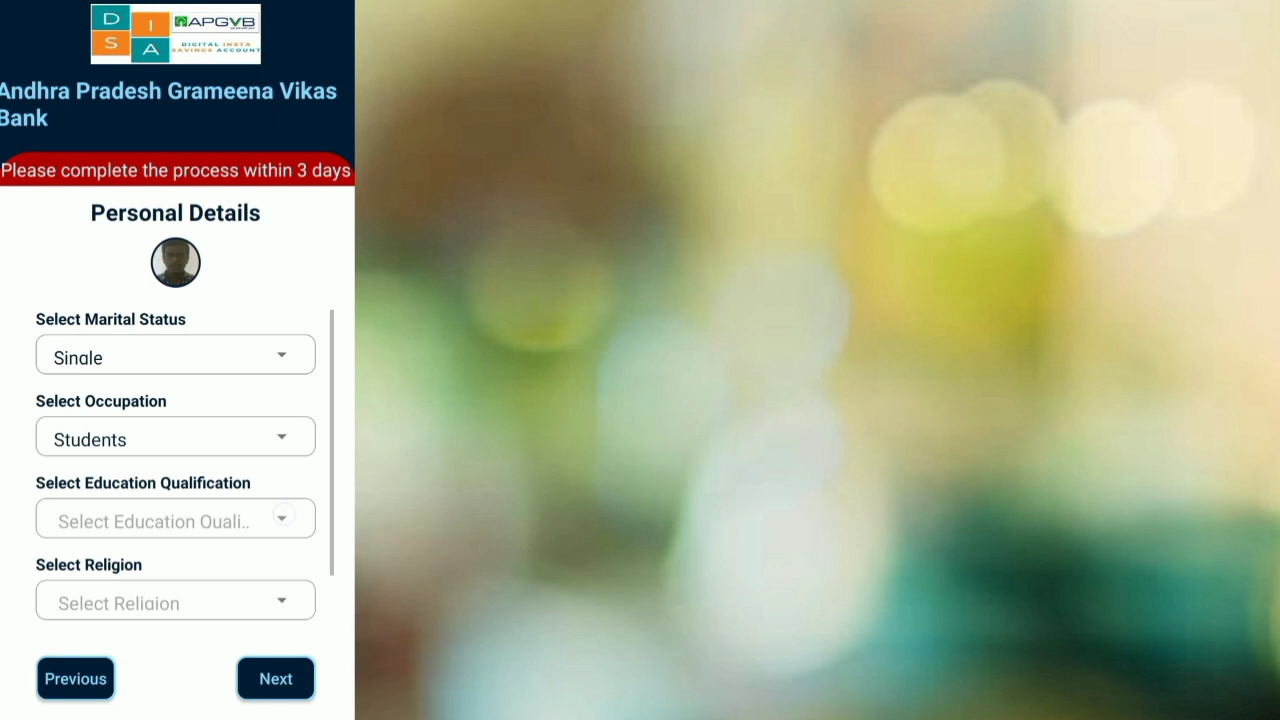 D I
S A
APGVB
DIGITAL INSTA
SAVINGS ACCOUNT
Andhra Pradesh Grameena Vikas
Bank
Please complete the process within 3 days
Personal Details
Select Marital Status
Single
Select Occupation
Students
Select Education Qualification
Select Education Quali..
Select Religion
Select Religion
Previous
Next